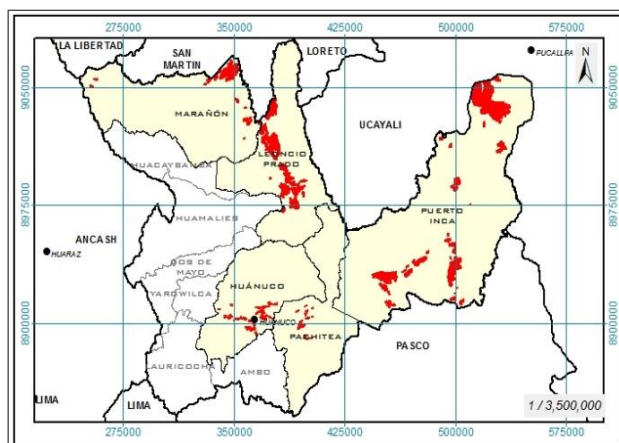 275000 350000 425000 500000 575000
LA LIBERTAD
SAN
MARTIN
LORETO
PUCALLPA
N
9050000
9050000
MARAÑÓN
UCAYALI
HUACAYBAMBA
LEONCIO
PRADO
8975000
8975000
HUAMALIES
PUERTO
INCA
ANCASH
HUARAZ
DOS DE
MAYO
HUÁNUCO
YAROWILCA
8900000
8900000
HUÁNUCO
PACHITEA
PASCO
LAURICOCHA
AMBO
LIMA
LIMA
1 / 3,500,000
275000 350000 425000 500000 575000